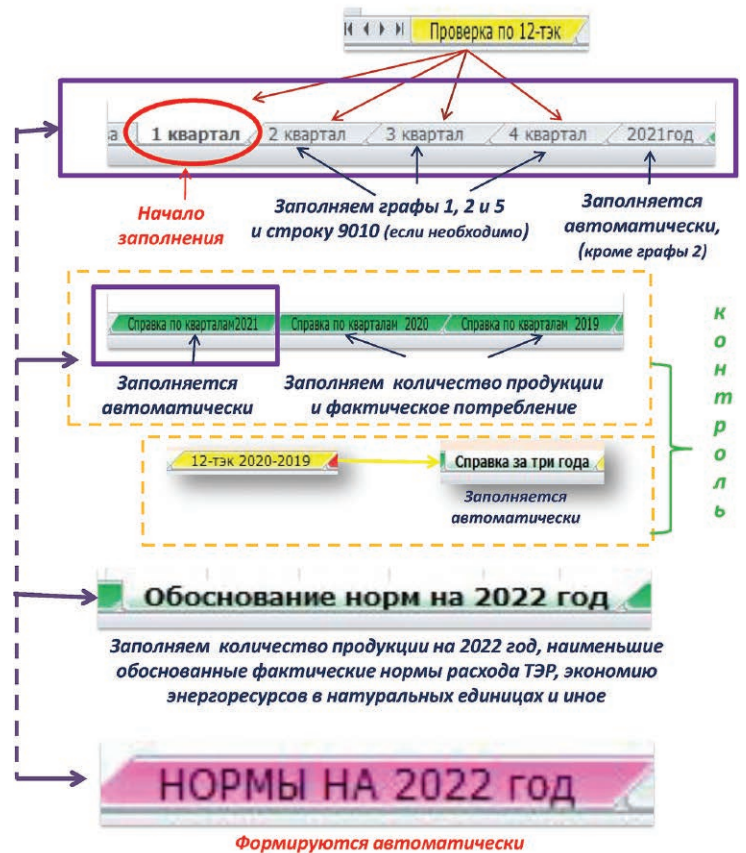 Проверка по 12-тэк
ва 1 квартал 2 квартал 3 квартал 4 квартал 2021год
Начало
заполнения
Заполняем графы 1, 2 и 5
и строку 9010 (если необходимо)
Заполняется
автоматически,
(кроме графы 2)
Справка по кварталам2021 Справка по кварталам 2020 Справка по кварталам 2019
Заполняется
автоматически
Заполняем количество продукции
и фактическое потребление
12-тэк 2020-2019 Справка за три года
Заполняется
автоматически
контроль
Обоснование норм на 2022 год
Заполняем количество продукции на 2022 год, наименьшие
обоснованные фактические нормы расхода ТЭР, экономию
энергоресурсов в натуральных единицах и иное
НОРМЫ НА 2022 год
Формируются автоматически